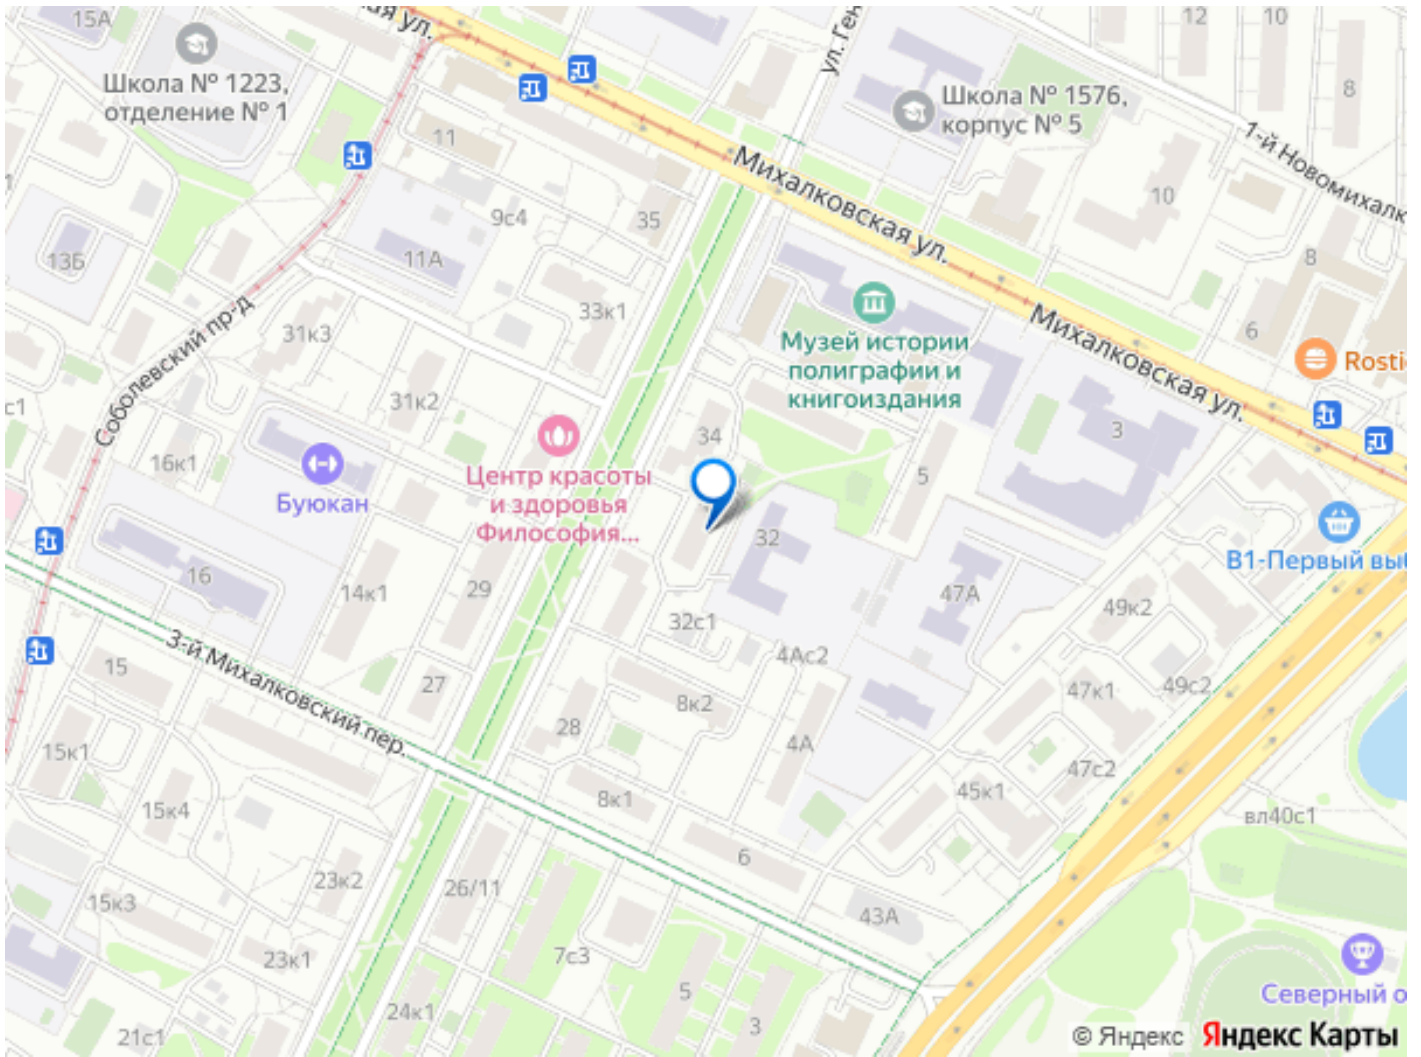 15А
ая ул.
ул. Ген
12
10
8
Школа № 1223,
отделение № 1
Школа № 1576,
корпус № 5
11
1-й Новомихалк
Михалковская ул.
10
9с4
35
13Б
11А
8
33к1
6
Соболевский пр-д
31к3
Музей истории
полиграфии и
книгоиздания
Михалковская ул.
Rosti
с1
31к2
34
3
16к1
Буюкан
Центр красоты
и здоровья
Философия...
5
32
В1-Первый выб
16
14к1
29
47А
49к2
32с1
3-й Михалковский пер.
4Ас2
15
27
8к2
47к1
49с2
28
4А
15к1
47с2
8к1
45к1
15к4
вл40с1
6
23к2
26/11
15к3
43А
23к1
7с3
5
Северный о
24к1
3
21с1
© Яндекс
Яндекс Карты